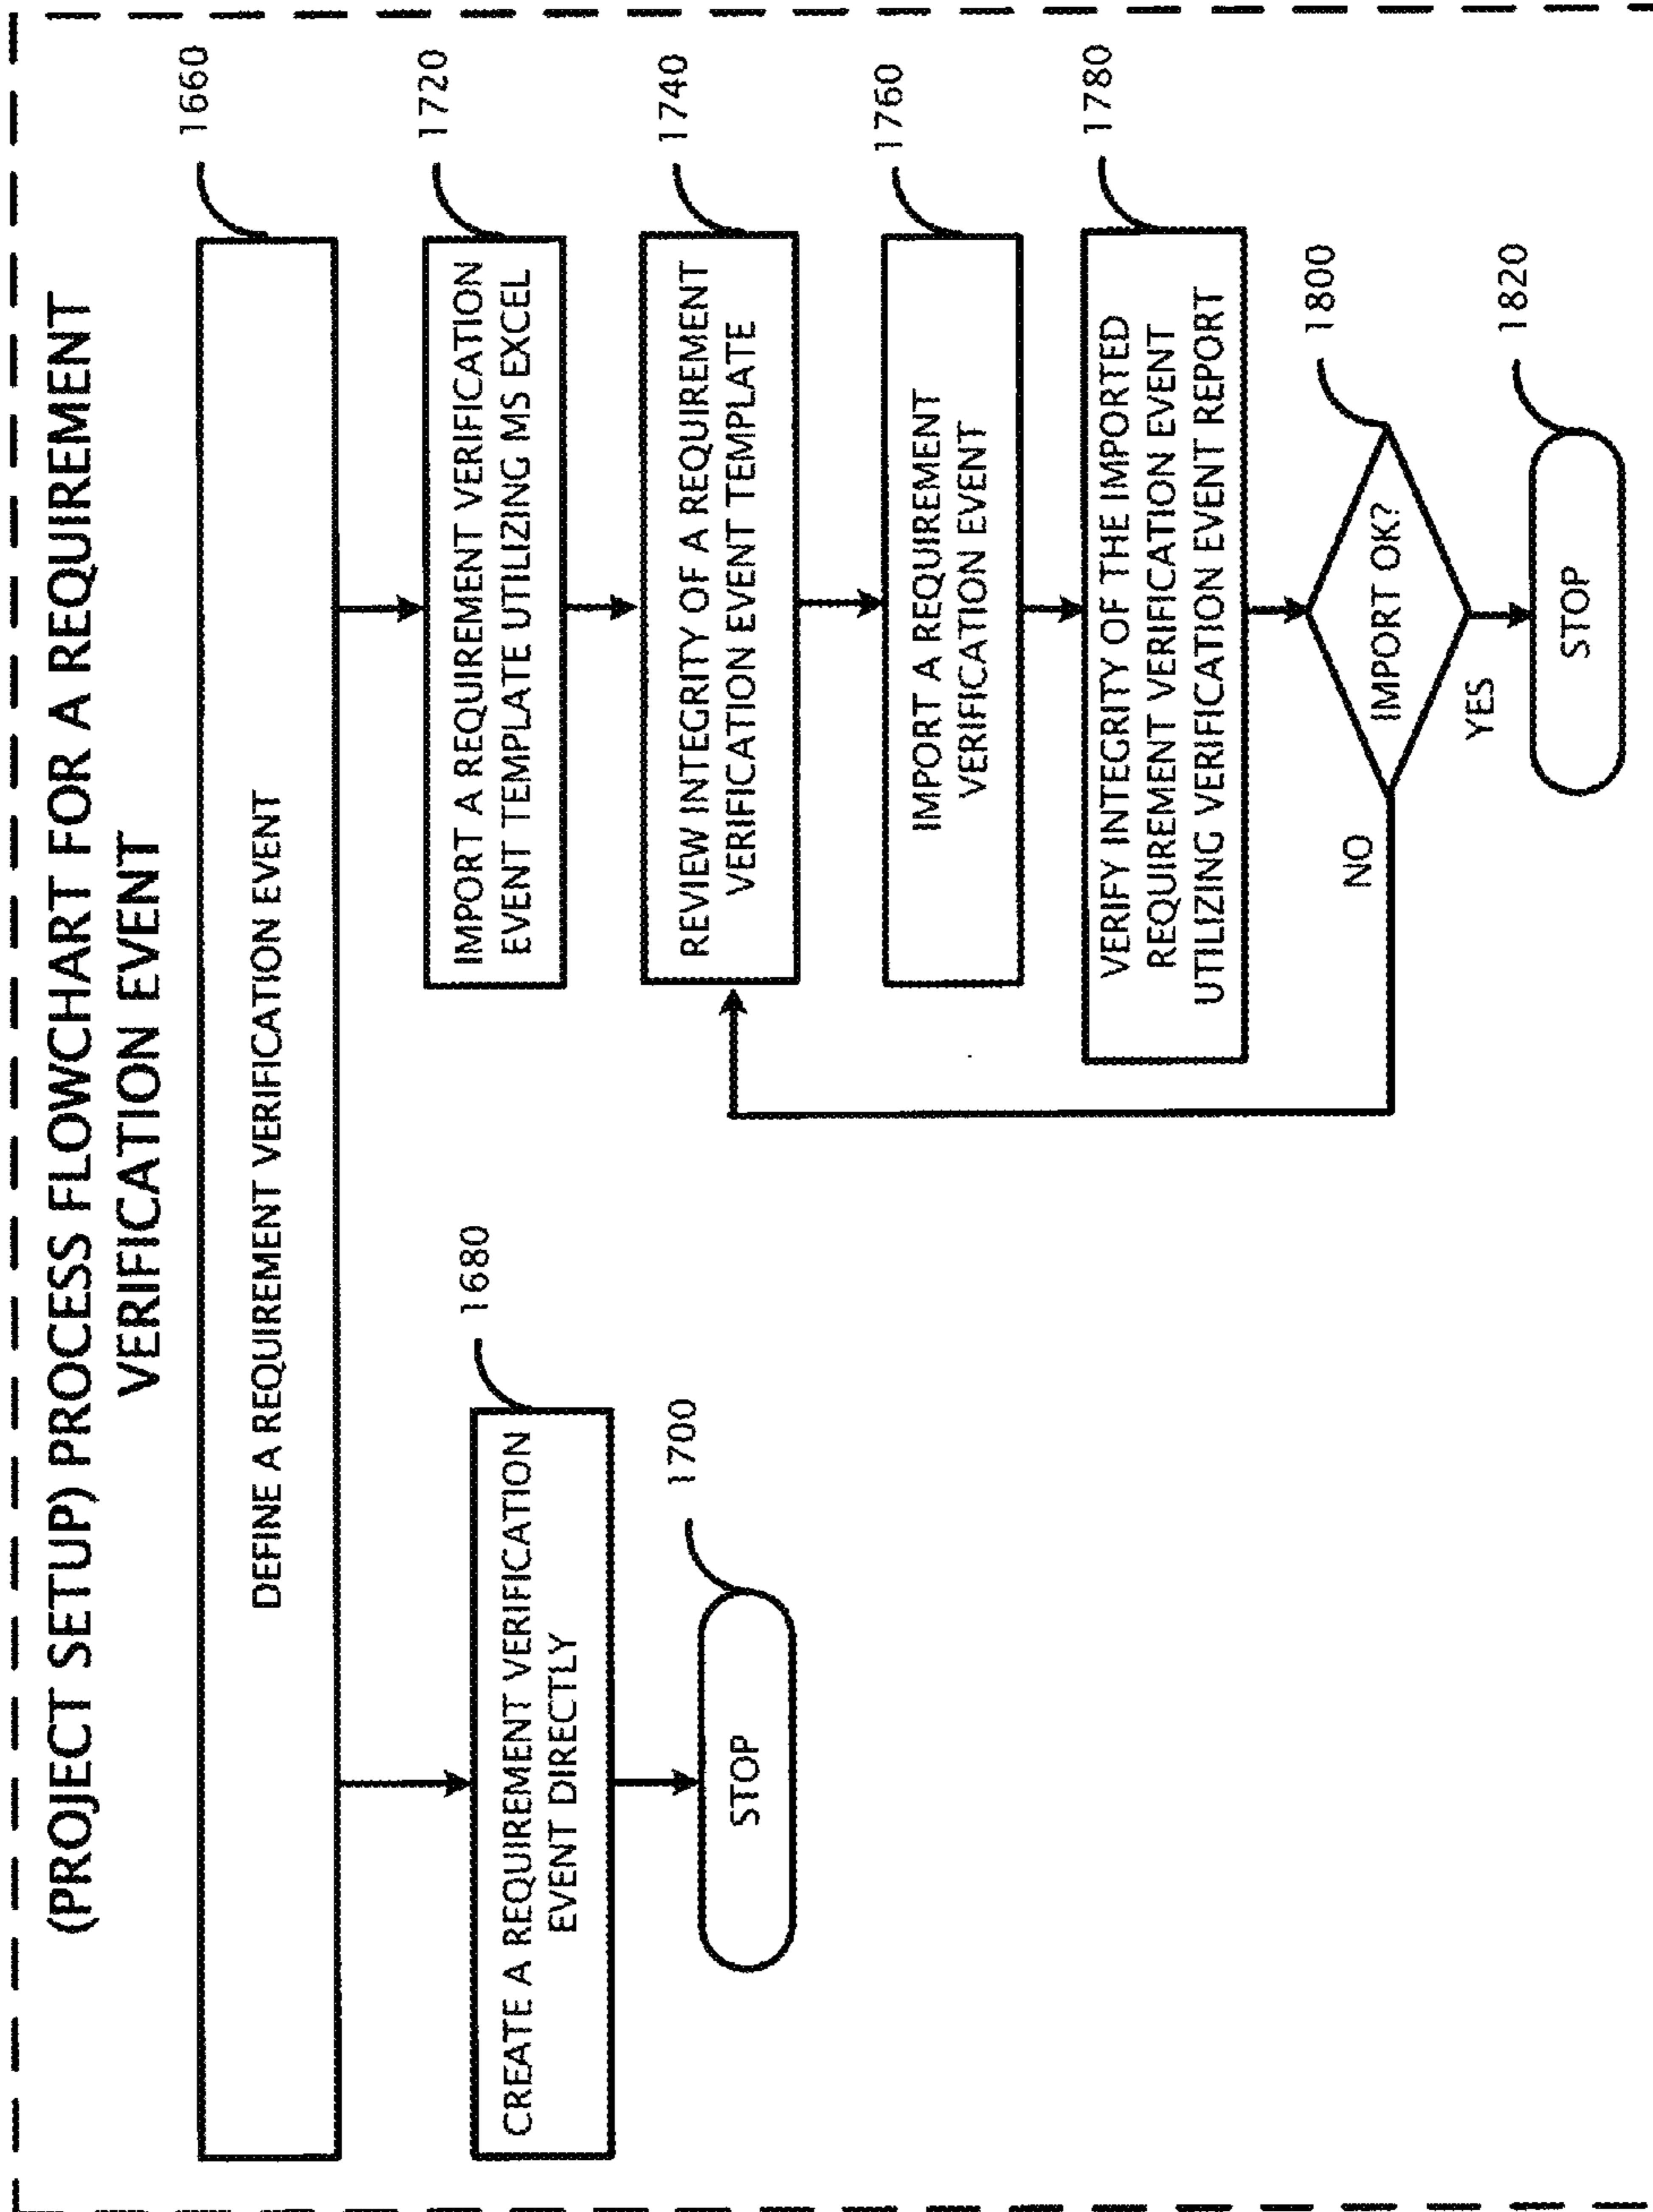 (PROJECT SETUP) PROCESS FLOWCHART FOR A REQUIREMENT
VERIFICATION EVENT
1660
DEFINE A REQUIREMENT VERIFICATION EVENT
1680
CREATE A REQUIREMENT VERIFICATION
EVENT DIRECTLY
1700
STOP
1720
IMPORT A REQUIREMENT VERIFICATION
EVENT TEMPLATE UTILIZING MS EXCEL
1740
REVIEW INTEGRITY OF A REQUIREMENT
VERIFICATION EVENT TEMPLATE
1760
IMPORT A REQUIREMENT
VERIFICATION EVENT
1780
VERIFY INTEGRITY OF THE IMPORTED
REQUIREMENT VERIFICATION EVENT
UTILIZING VERIFICATION EVENT REPORT
1800
IMPORT OK?
NO
YES
1820
STOP